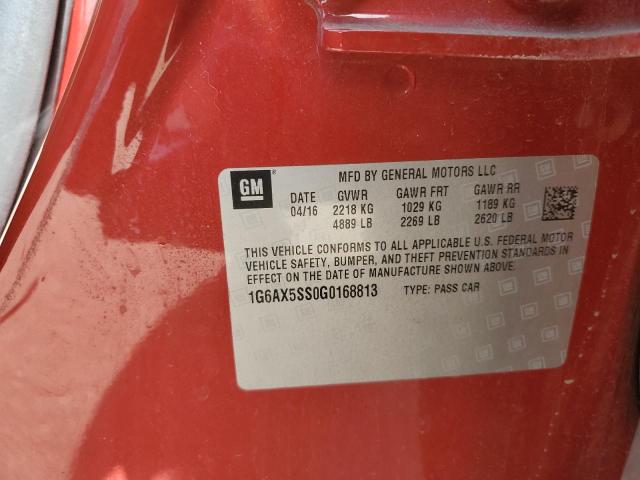 GM
MFD BY GENERAL MOTORS LLC
DATE GVWR GAWR FRT GAWR RR
04/16 2218 KG 1029 KG 1189 KG
4889 LB 2269 LB 2620 LB
THIS VEHICLE CONFORMS TO ALL APPLICABLE U.S. FEDERAL MOTOR
VEHICLE SAFETY, BUMPER, AND THEFT PREVENTION STANDARDS IN
EFFECT ON THE DATE OF MANUFACTURE SHOWN ABOVE.
1G6AX5SS0G0168813 TYPE: PASS CAR